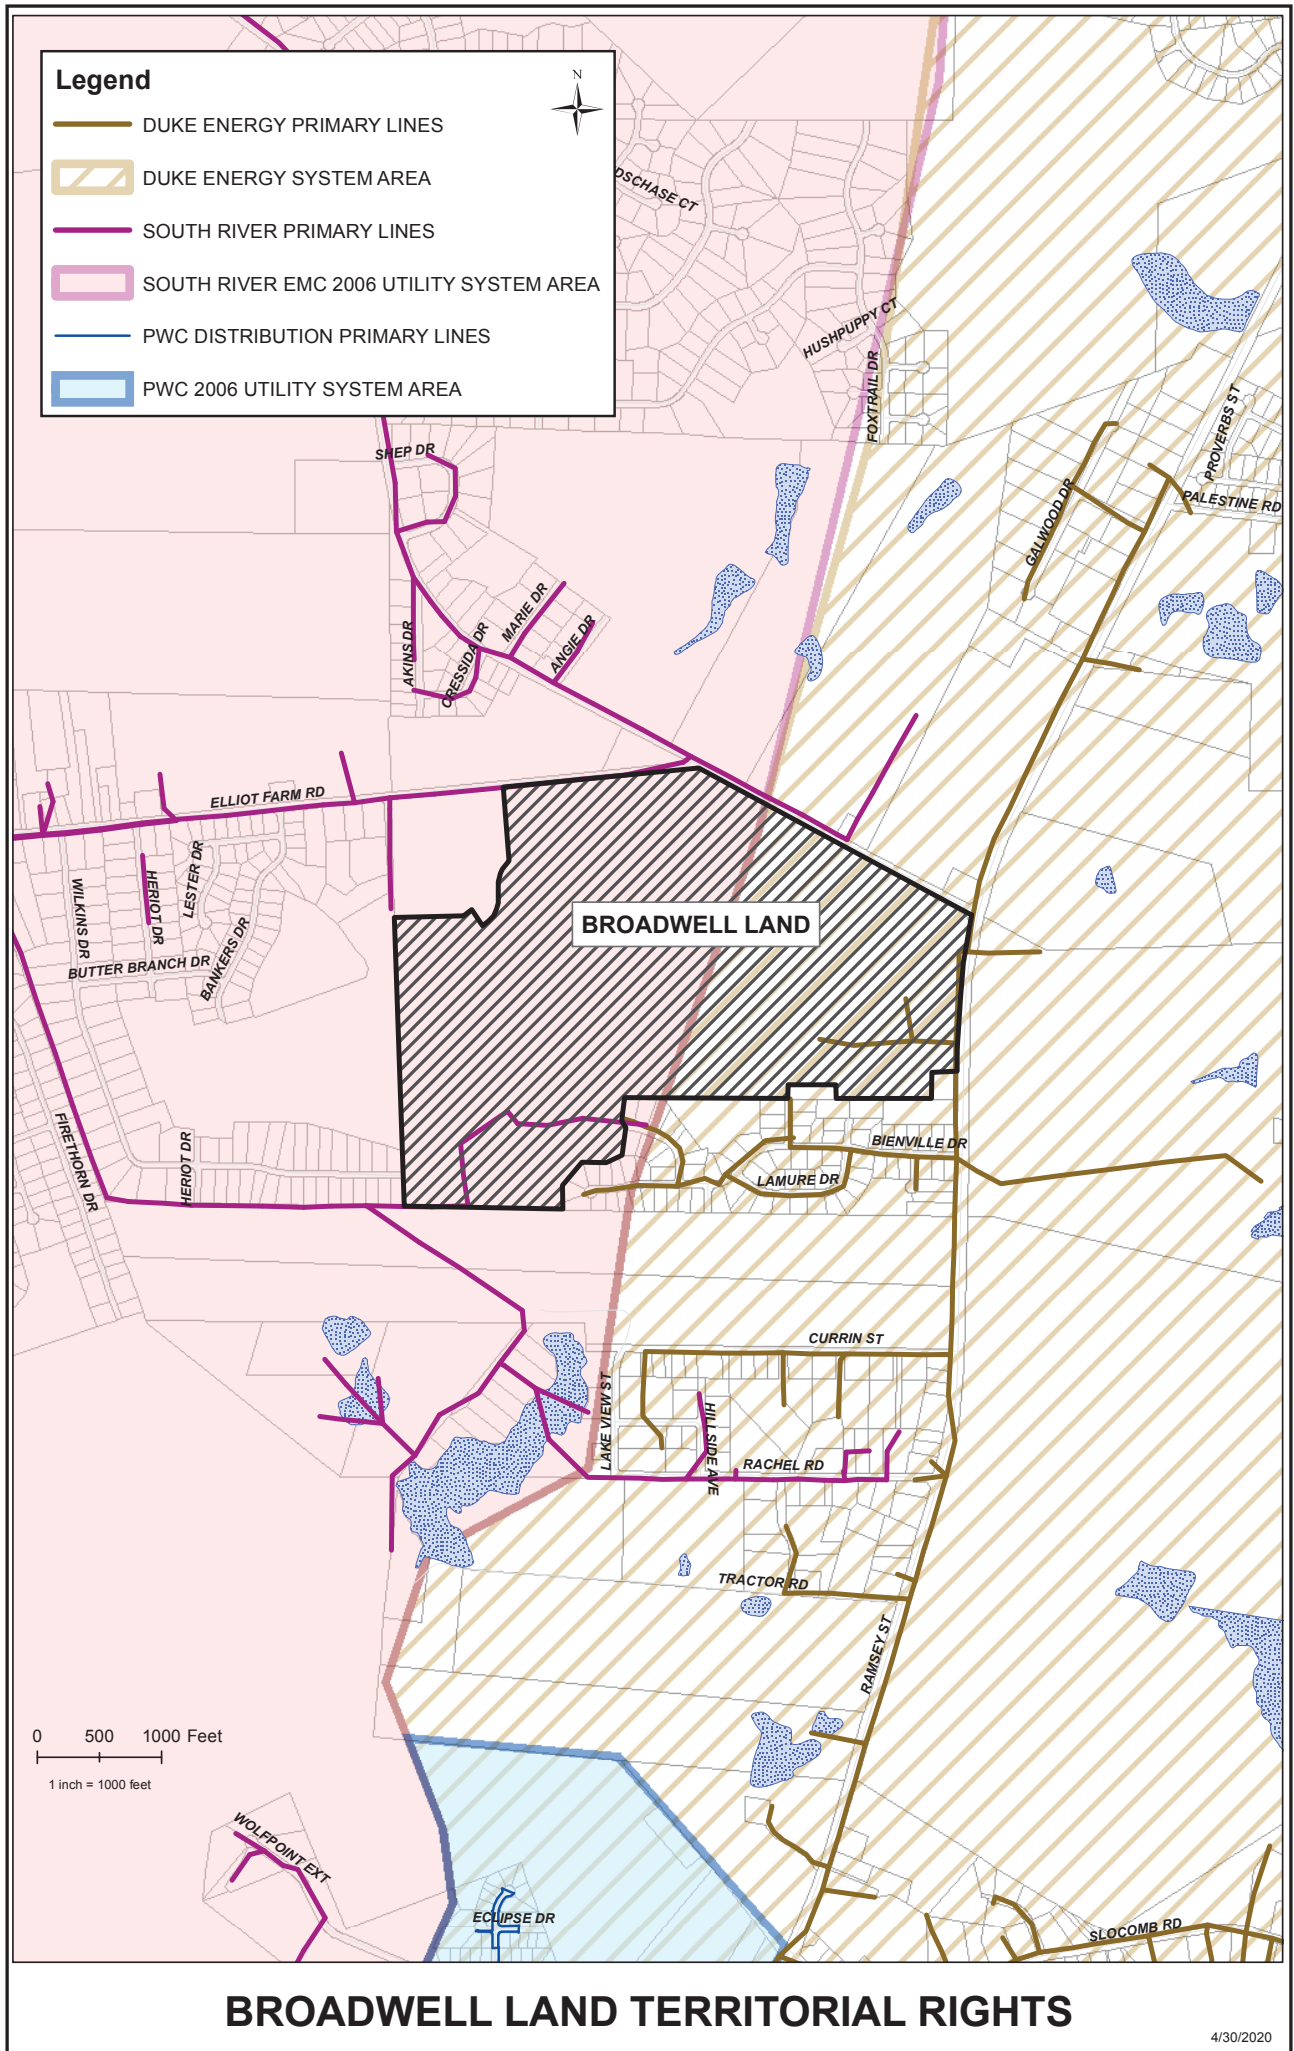 Legend
N
DUKE ENERGY PRIMARY LINES
DUKE ENERGY SYSTEM AREA
SOUTH RIVER PRIMARY LINES
SOUTH RIVER EMC 2006 UTILITY SYSTEM AREA
PWC DISTRIBUTION PRIMARY LINES
PWC 2006 UTILITY SYSTEM AREA
DSCHASE CT
HUSHPUPPY CT
FOXTRAIL DR
PROVERBS ST
PALESTINE RD
GALWOOD DR
SHEP DR
MARIE DR
ANGIE DR
AKINS DR
CRESSIDA DR
ELLIOT FARM RD
LESTER DR
HERIOT DR
WILKINS DR
BANKERS DR
BUTTER BRANCH DR
BROADWELL LAND
FIRETHORN DR
HERIOT DR
BIENVILLE DR
LAMURE DR
CURRIN ST
LAKE VIEW ST
HILLSIDE AVE
RACHEL RD
TRACTOR RD
RAMSEY ST
0 500 1000 Feet
1 inch = 1000 feet
WOLFPOINT EXT
ECLIPSE DR
SLOCOMB RD
BROADWELL LAND TERRITORIAL RIGHTS
4/30/2020